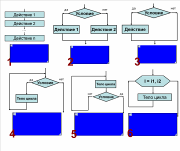 Действие 1
Действие 2
Действие n
1
Условие
Действие 1
Действие 2
2
Условие
Действие
3
Условие
Тело цикла
4
Тело цикла
Условие
5
i = i1, i2
Тело цикла
6